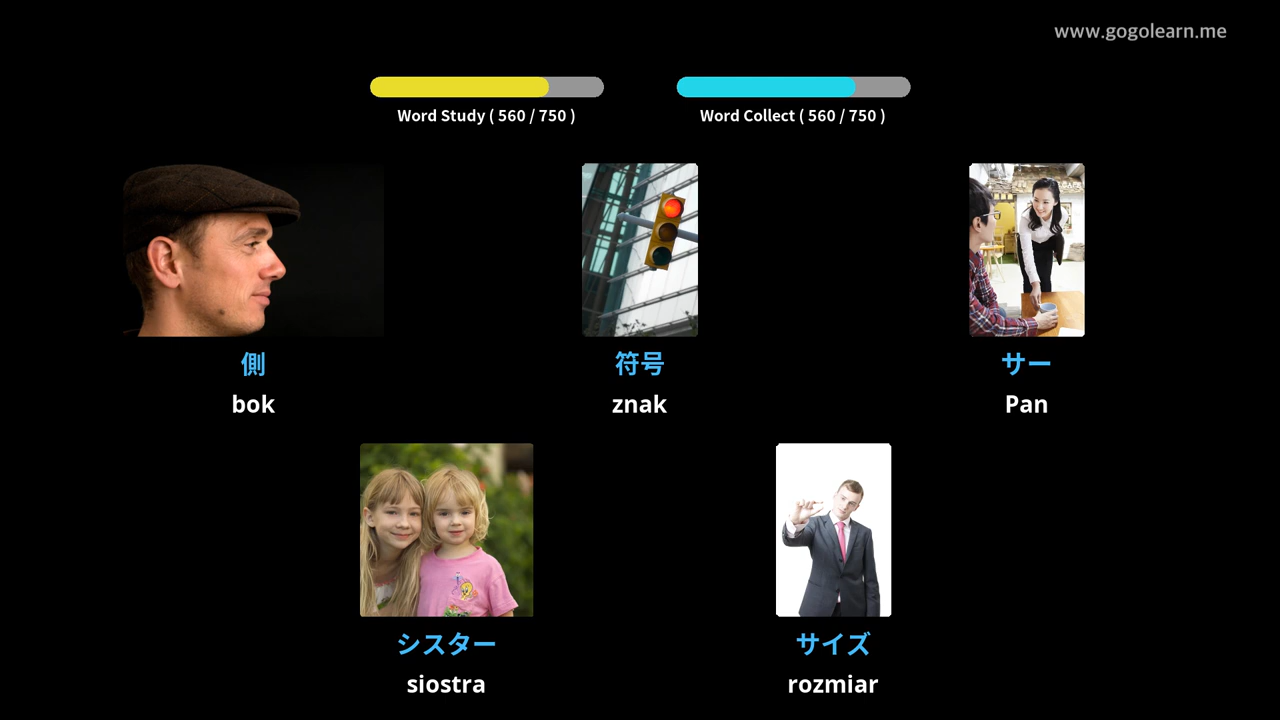 www.gogolearn.me
Word Study ( 560 / 750 )
Word Collect ( 560 / 750 )
側
bok
符号
znak
サー
Pan
シスター
siostra
サイズ
rozmiar